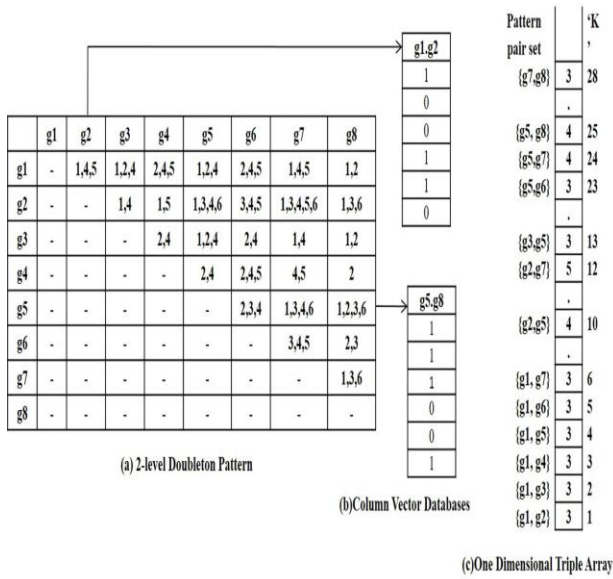 g1 g2 g3 g4 g5 g6 g7 g8
g1 - 1,4,5 1,2,4 2,4,5 1,2,4 2,4,5 1,4,5 1,2
g2 - - 1,4 1,5 1,3,4,6 3,4,5 1,3,4,5,6 1,3,6
g3 - - - 2,4 1,2,4 2,4 1,4 1,2
g4 - - - - 2,4 2,4,5 4,5 2
g5 - - - - - 2,3,4 1,3,4,6 1,2,3,6
g6 - - - - - - 3,4,5 2,3
g7 - - - - - - - 1,3,6
g8 - - - - - - - -
(a) 2-level Doubleton Pattern
g1.g2
1
0
0
1
1
0
g5.g8
1
1
1
0
0
1
(b)Column Vector Databases
Pattern ‘K
pair set ’
{g7,g8} 3 28
.
{g5, g8} 4 25
{g5,g7} 4 24
{g5,g6} 3 23
.
{g3,g5} 3 13
{g2,g7} 5 12
.
{g2,g5} 4 10
.
{g1, g7} 3 6
{g1, g6} 3 5
{g1, g5} 3 4
{g1, g4} 3 3
{g1, g3} 3 2
{g1, g2} 3 1
(c)One Dimensional Triple Array